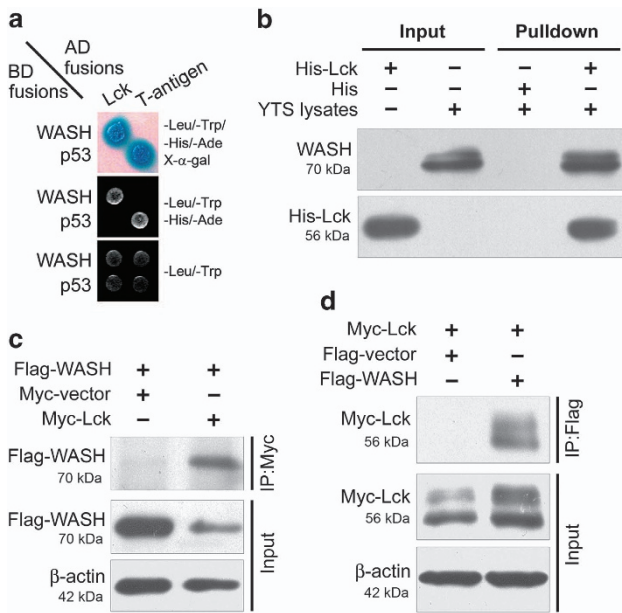 a
AD
BD fusions
fusions
Lck T-antigen
WASH
p53
-Leu/-Trp/
-His/-Ade
X-α-gal
WASH
p53
-Leu/-Trp
-His/-Ade
WASH
p53
-Leu/-Trp
b
Input Pulldown
His-Lck + – – +
His – – + –
YTS lysates – + + +
WASH
70 kDa
His-Lck
56 kDa
c
Flag-WASH + +
Myc-vector + –
Myc-Lck – +
Flag-WASH
70 kDa
IP:Myc
Flag-WASH
70 kDa
β-actin
42 kDa
Input
d
Myc-Lck + +
Flag-vector + –
Flag-WASH – +
Myc-Lck
56 kDa
IP:Flag
Myc-Lck
56 kDa
β-actin
42 kDa
Input